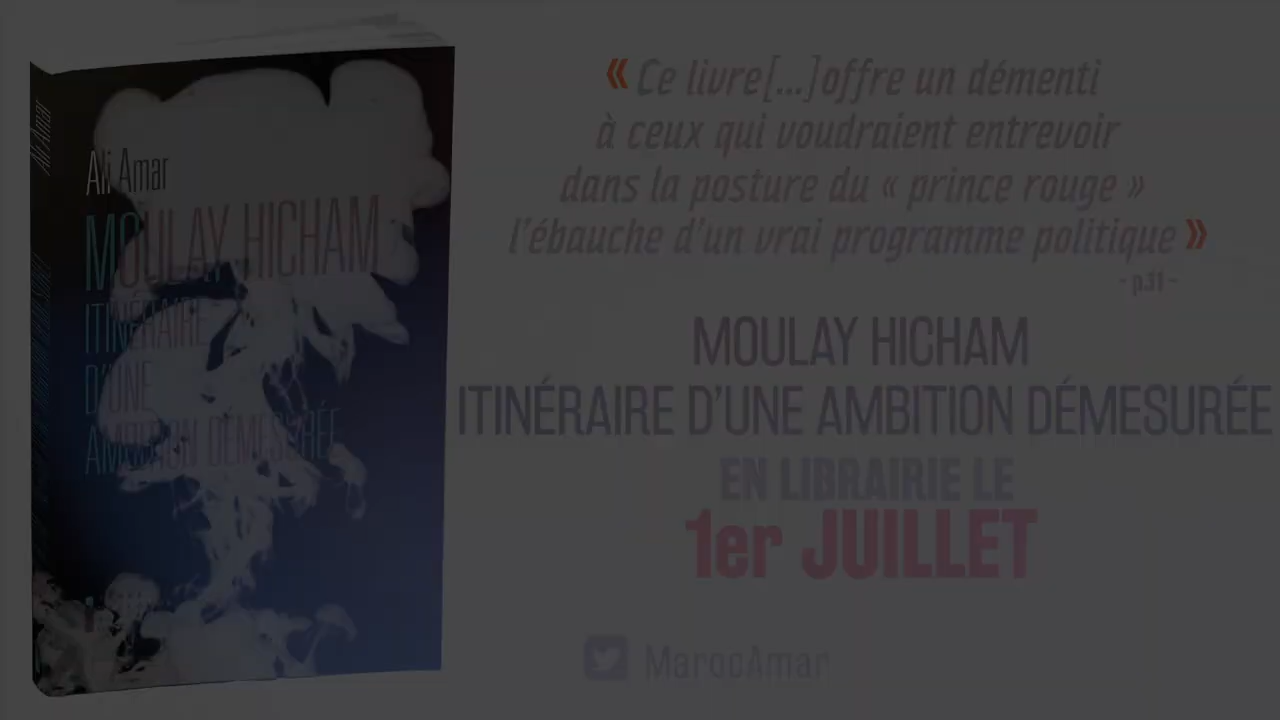 Ali Amar
Ali Amar
MOULAY HICHAM
ITINÉRAIRE
D'UNE
AMBITION DÉMESURÉE
« Ce livre[...]offre un démenti
à ceux qui voudraient entrevoir
dans la posture du « prince rouge »
l'ébauche d'un vrai programme politique »
- p.31 -
MOULAY HICHAM
ITINÉRAIRE D'UNE AMBITION DÉMESURÉE
EN LIBRAIRIE LE
1er JUILLET
MarocAmar